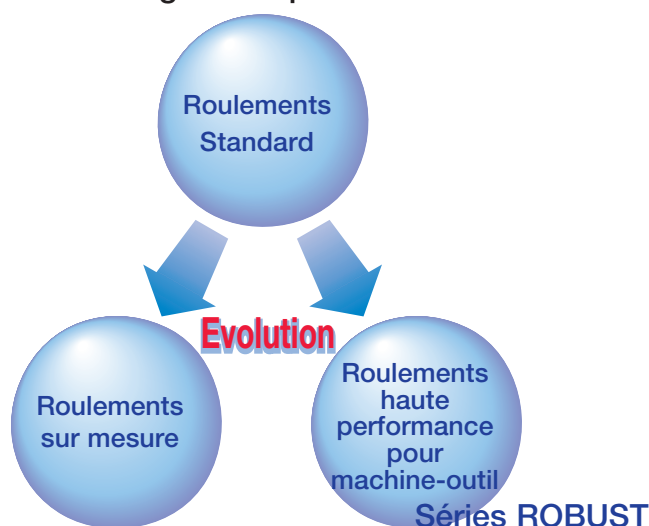 Roulements
Standard
Evolution
Roulements
sur mesure
Roulements
haute
performance
pour
machine-outil
Séries ROBUST